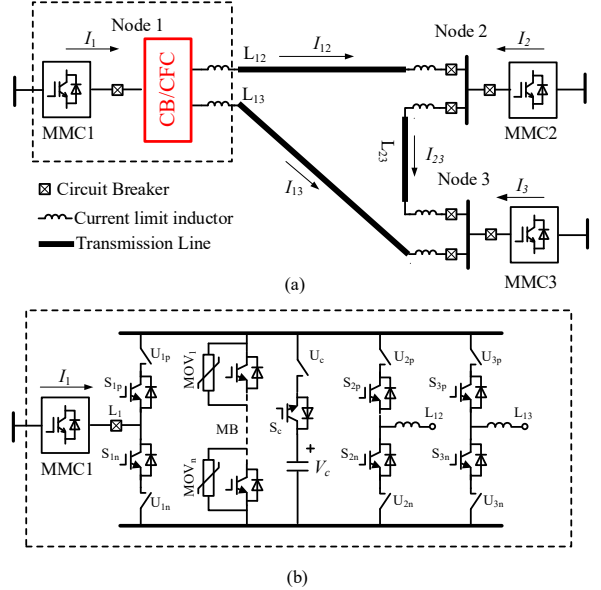 Node 1
I1
MMC1
CB/CFC
L12
I12
L13
I13
Node 2
I2
MMC2
L23
I23
Node 3
I3
MMC3
Circuit Breaker
Current limit inductor
Transmission Line
(a)
I1
MMC1
L1
U1p
S1p
S1n
U1n
MOV1
MB
MOVn
Uc
Sc
+
Vc
U2p
S2p
L12
S2n
U2n
U3p
S3p
L13
S3n
U3n
(b)